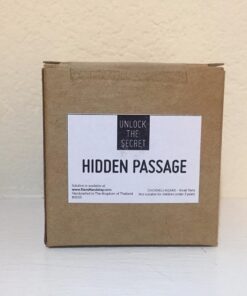 UNLOCK
THE
SECRET
HIDDEN PASSAGE
Solution is available at
CHOKING HAZARD - Small Parts
Not suitable for children under 3 years
Handcrafted in The Kingdom of Thailand